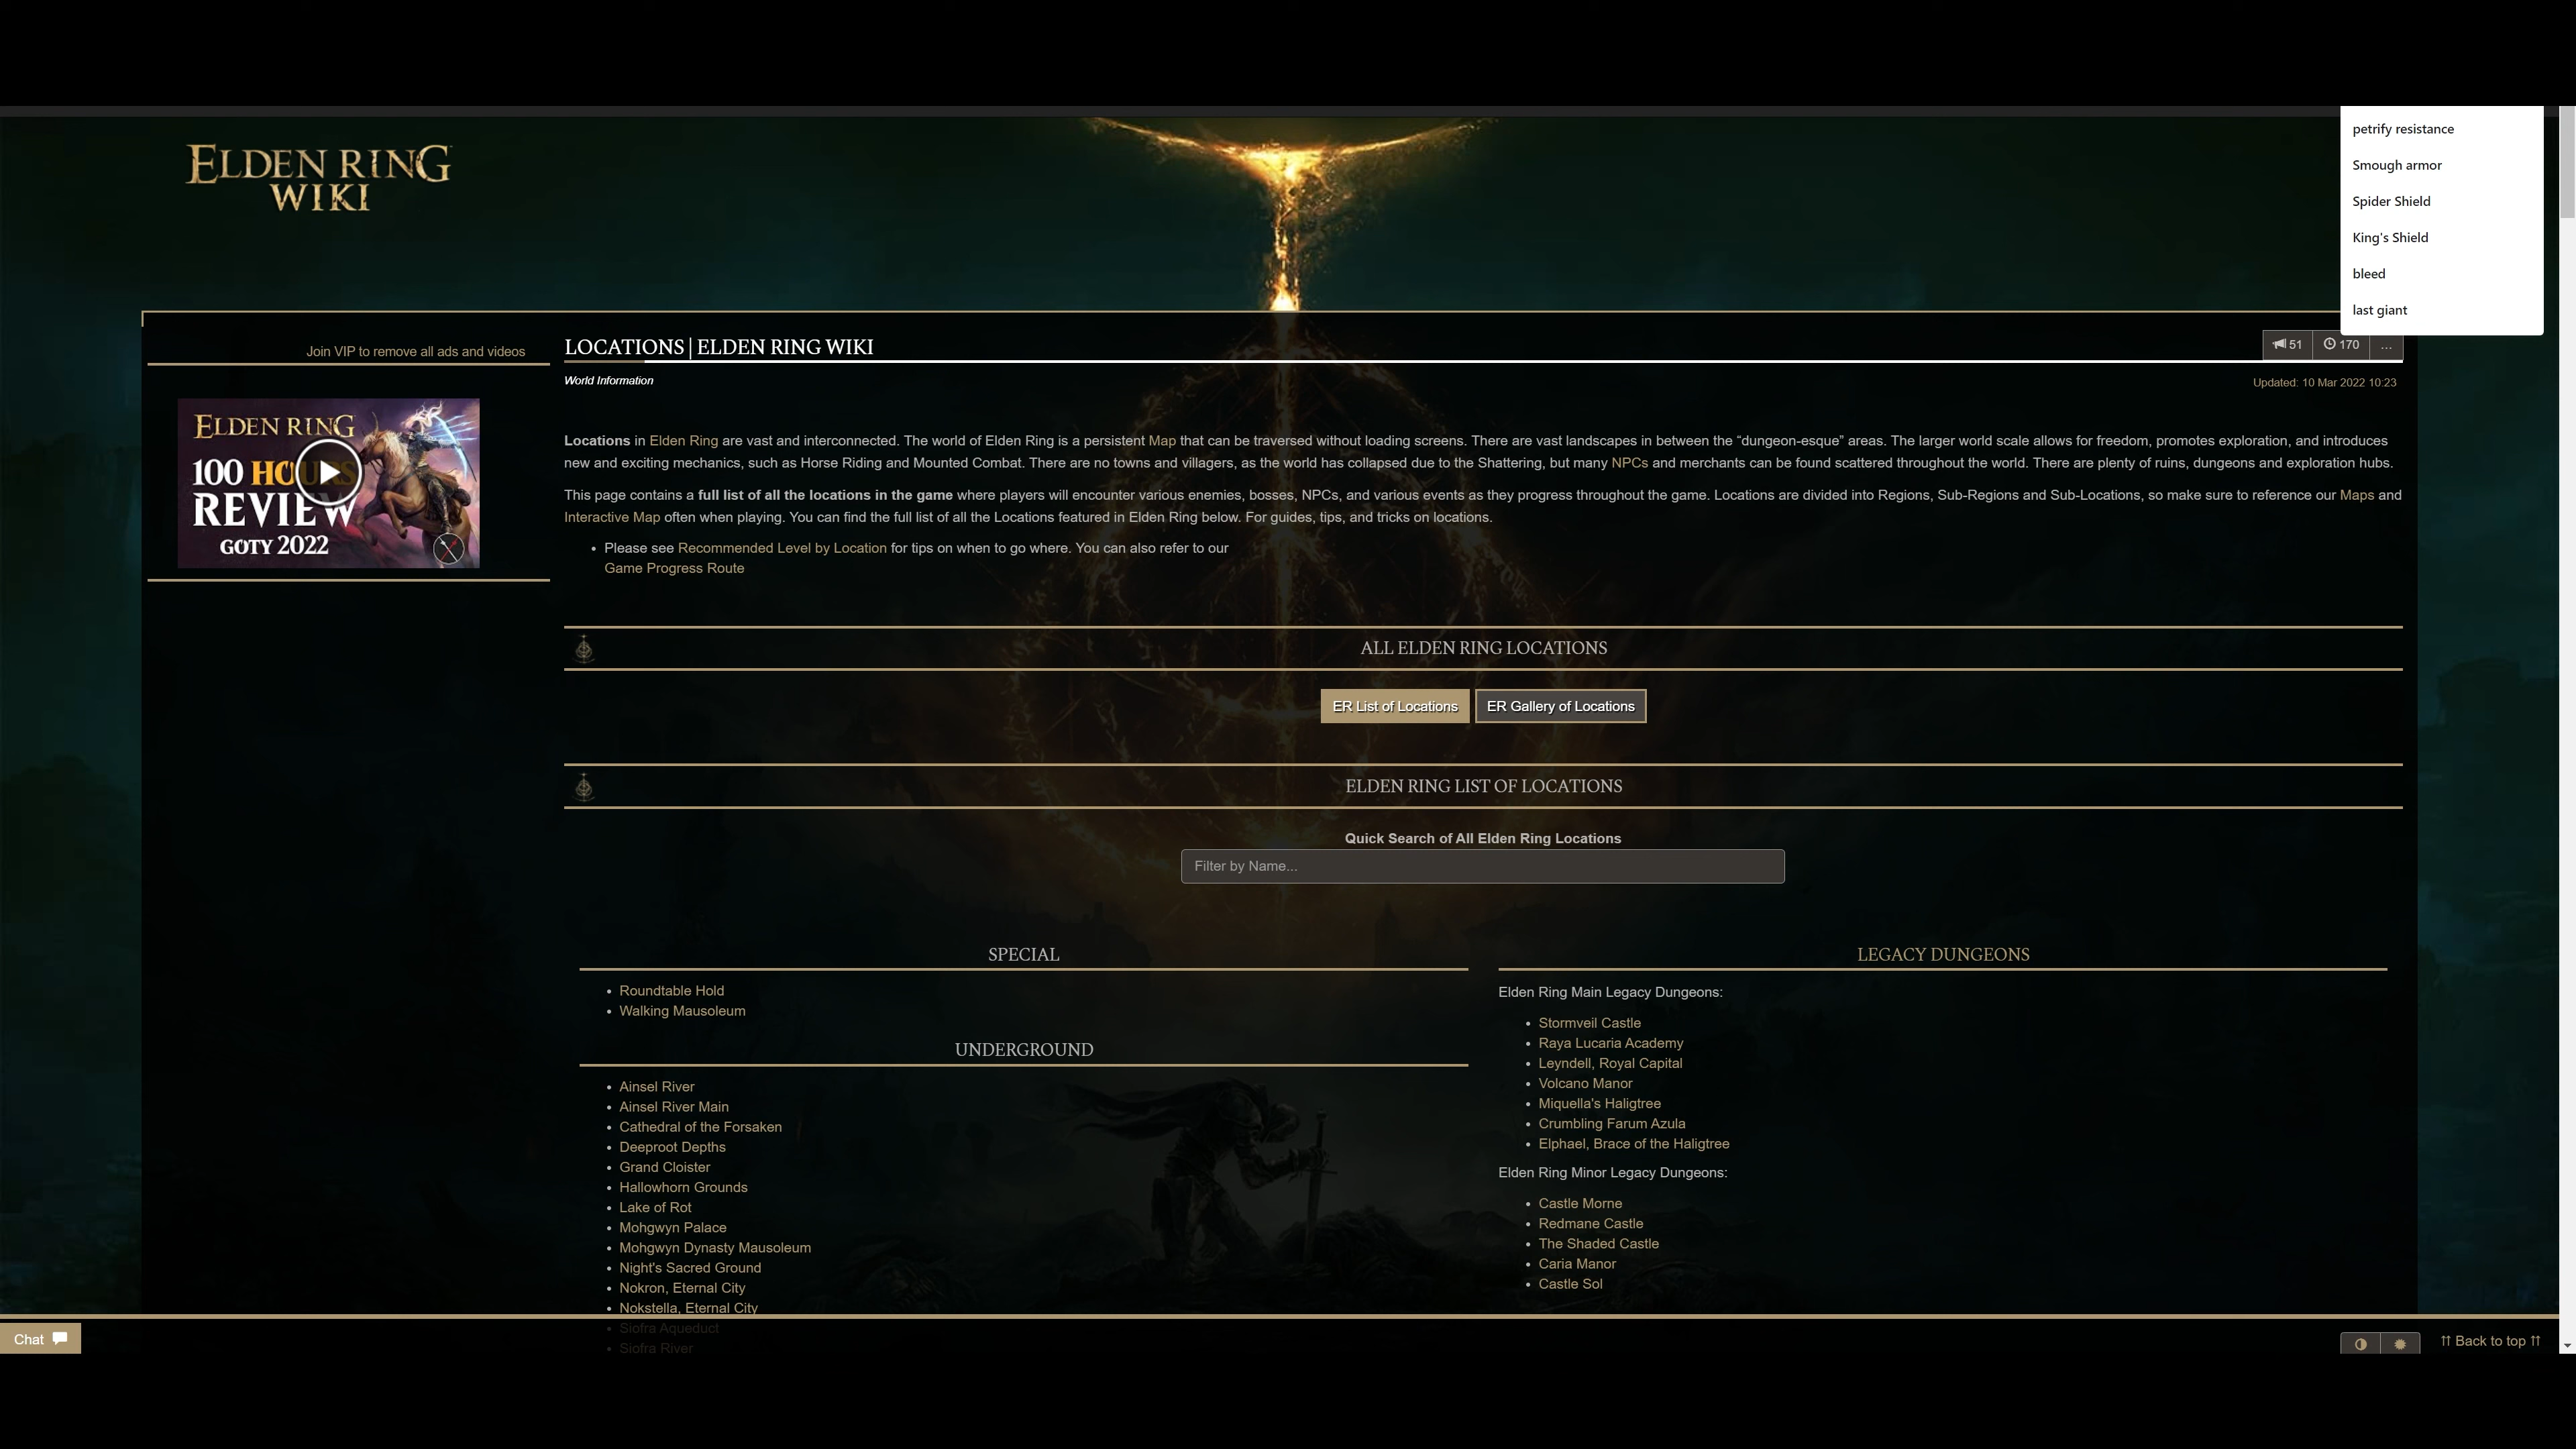 petrify resistance
Smough armor
Spider Shield
King's Shield
bleed
last giant
ELDEN RING
WIKI
Join VIP to remove all ads and videos
ELDEN RING
100 HOURS
REVIEW
GOTY 2022
LOCATIONS | ELDEN RING WIKI
51
170
...
World Information
Updated: 10 Mar 2022 10:23
Locations in Elden Ring are vast and interconnected. The world of Elden Ring is a persistent Map that can be traversed without loading screens. There are vast landscapes in between the “dungeon-esque” areas. The larger world scale allows for freedom, promotes exploration, and introduces
new and exciting mechanics, such as Horse Riding and Mounted Combat. There are no towns and villagers, as the world has collapsed due to the Shattering, but many NPCs and merchants can be found scattered throughout the world. There are plenty of ruins, dungeons and exploration hubs.
This page contains a full list of all the locations in the game where players will encounter various enemies, bosses, NPCs, and various events as they progress throughout the game. Locations are divided into Regions, Sub-Regions and Sub-Locations, so make sure to reference our Maps and
Interactive Map often when playing. You can find the full list of all the Locations featured in Elden Ring below. For guides, tips, and tricks on locations.
• Please see Recommended Level by Location for tips on when to go where. You can also refer to our
Game Progress Route
ALL ELDEN RING LOCATIONS
ER List of Locations
ER Gallery of Locations
ELDEN RING LIST OF LOCATIONS
Quick Search of All Elden Ring Locations
Filter by Name...
SPECIAL
• Roundtable Hold
• Walking Mausoleum
UNDERGROUND
• Ainsel River
• Ainsel River Main
• Cathedral of the Forsaken
• Deeproot Depths
• Grand Cloister
• Hallowhorn Grounds
• Lake of Rot
• Mohgwyn Palace
• Mohgwyn Dynasty Mausoleum
• Night's Sacred Ground
• Nokron, Eternal City
• Nokstella, Eternal City
• Siofra Aqueduct
• Siofra River
LEGACY DUNGEONS
Elden Ring Main Legacy Dungeons:
• Stormveil Castle
• Raya Lucaria Academy
• Leyndell, Royal Capital
• Volcano Manor
• Miquella's Haligtree
• Crumbling Farum Azula
• Elphael, Brace of the Haligtree
Elden Ring Minor Legacy Dungeons:
• Castle Morne
• Redmane Castle
• The Shaded Castle
• Caria Manor
• Castle Sol
Chat
⇈ Back to top ⇈